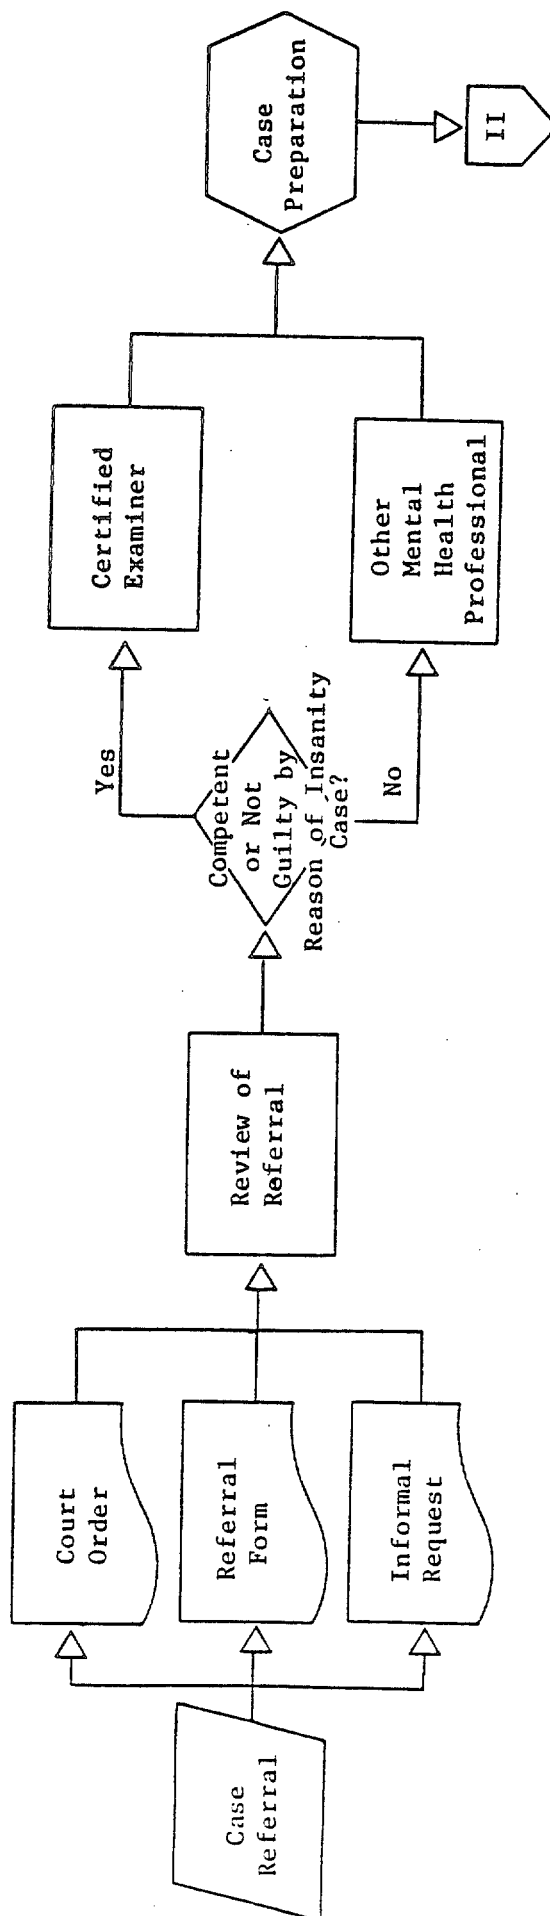 Case
Referral
Court
Order
Referral
Form
Informal
Request
Review of
Referral
Competent
or Not
Guilty by
Reason of Insanity
Case?
Yes
No
Certified
Examiner
Other
Mental
Health
Professional
Case
Preparation
II